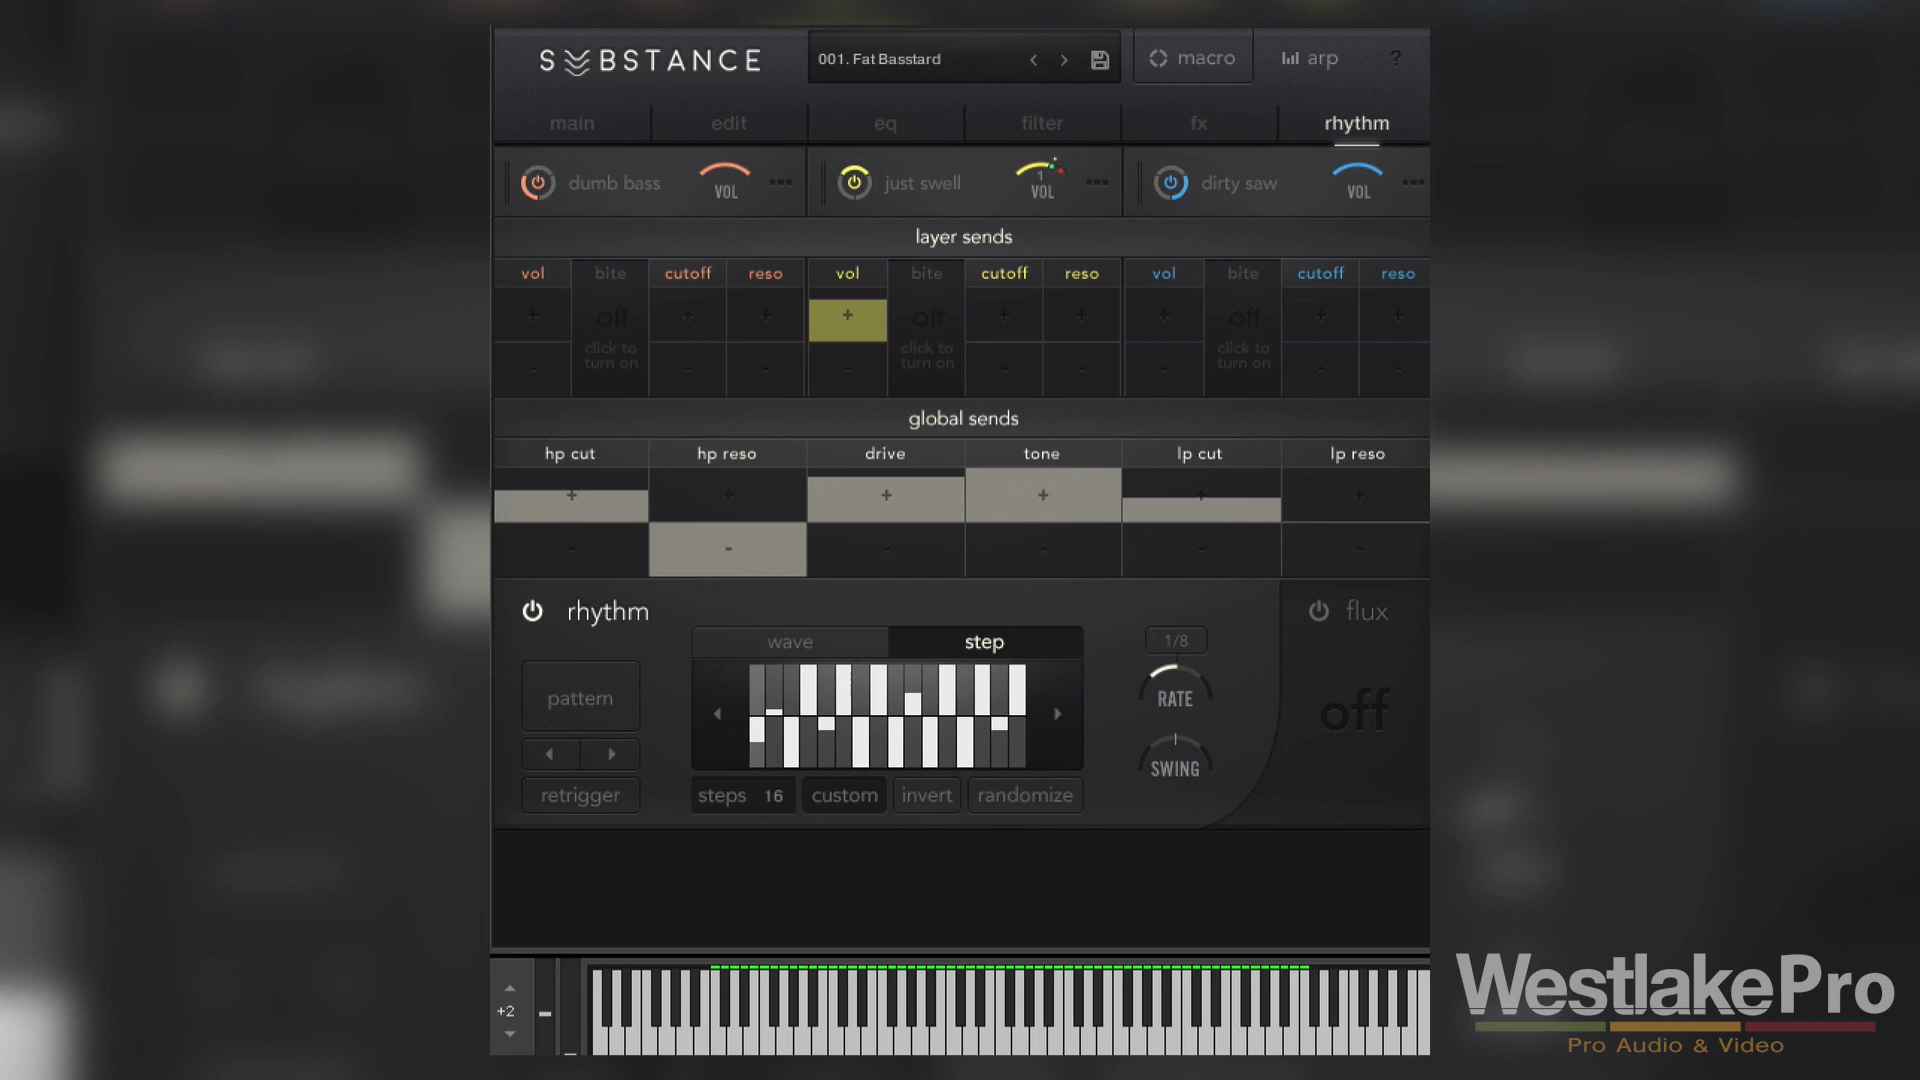 SUBSTANCE
001. Fat Basstard
macro
arp
?
main
edit
eq
filter
fx
rhythm
dumb bass
VOL
just swell
1
VOL
dirty saw
VOL
layer sends
vol
bite
cutoff
reso
vol
bite
cutoff
reso
vol
bite
cutoff
reso
off
click to
turn on
off
click to
turn on
off
click to
turn on
global sends
hp cut
hp reso
drive
tone
lp cut
lp reso
rhythm
flux
wave
step
1/8
pattern
RATE
off
SWING
retrigger
steps 16
custom
invert
randomize
+2
WestlakePro
Pro Audio & Video